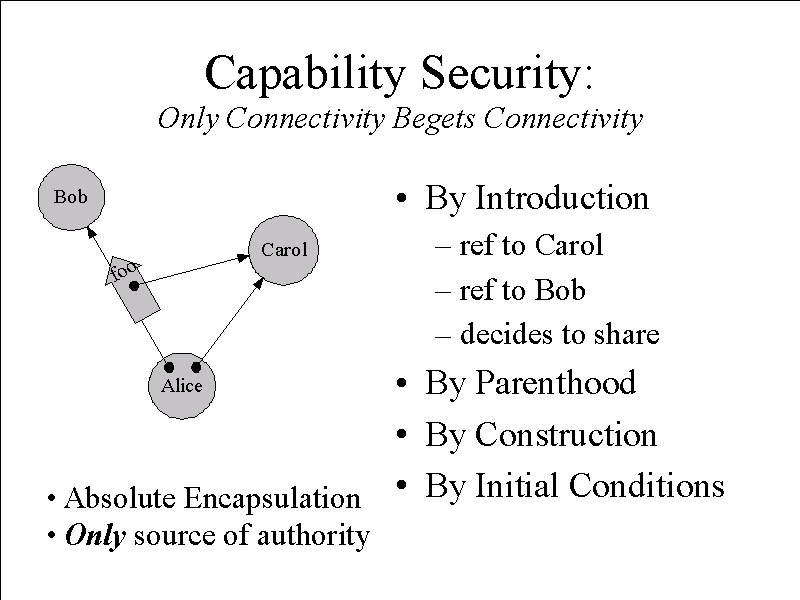 Capability Security:
Only Connectivity Begets Connectivity
Bob
foo
Carol
Alice
• Absolute Encapsulation
• Only source of authority
• By Introduction
– ref to Carol
– ref to Bob
– decides to share
• By Parenthood
• By Construction
• By Initial Conditions